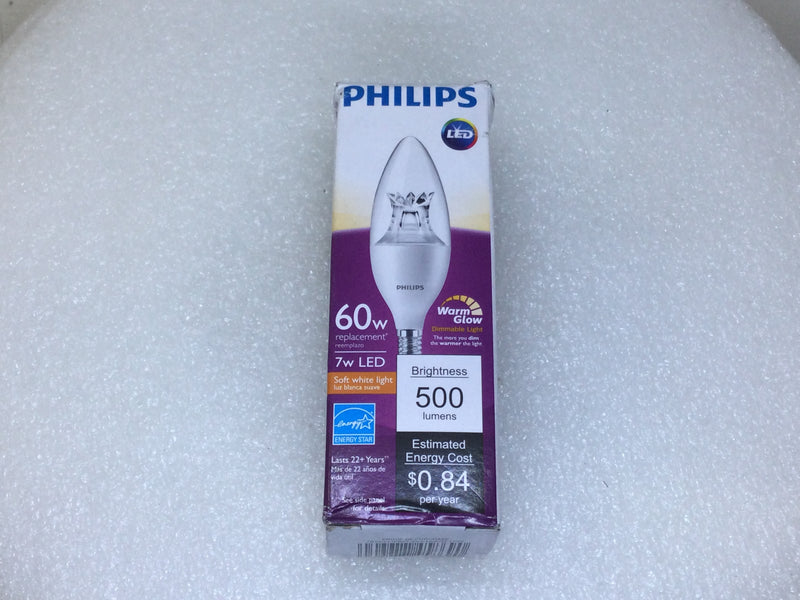 PHILIPS
LED
PHILIPS
60w
replacement*
reemplazo
7w LED
Soft white light
luz blanca suave
Warm
Glow
Dimmable Light
The more you dim
the warmer the light
Brightness
500
lumens
energy
ENERGY STAR
Estimated
Energy Cost
$0.84
per year
Lasts 22+ Years**
Más de 22 años de
vida útil
See side panel
for details.